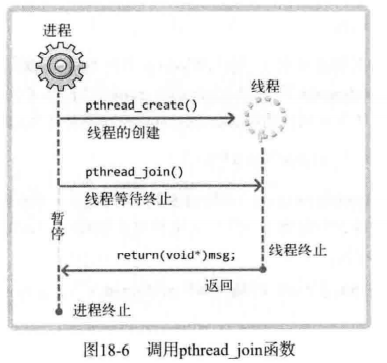 进程
线程
pthread_create()
线程的创建
pthread_join()
线程等待终止
暂停
return(void*)msg;
线程终止
返回
进程终止
图18-6 调用pthread_join函数